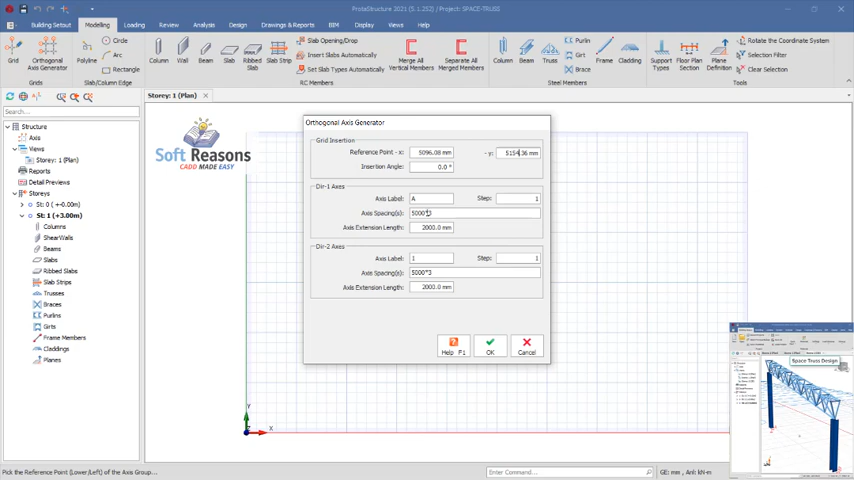 ProtaStructure 2021 (5.1.252) | Project: SPACE-TRUSS
Building Setout Modelling Loading Review Analysis Design Drawings & Reports BIM Display Views Help
Grid Orthogonal Axis Generator Polyline Circle Arc Rectangle Column Wall Beam Slab Ribbed Slab Slab Strip Slab Opening/Drop Insert Slabs Automatically Set Slab Types Automatically Merge All Vertical Members Separate All Merged Members Column Beam Truss Purlin Girt Brace Frame Cladding Support Types Floor Plan Section Plane Definition Rotate the Coordinate System Selection Filter Clear Selection
Grids Slab/Column Edge RC Members Steel Members Tools
Storey: 1 (Plan)
Search...
Structure
Axis
Views
Storey: 1 (Plan)
Reports
Detail Previews
Storeys
St: 0 (+-0.00m)
St: 1 (+3.00m)
Columns
ShearWalls
Beams
Slabs
Ribbed Slabs
Slab Strips
Trusses
Braces
Purlins
Girts
Frame Members
Claddings
Planes
Soft Reasons
CADD MADE EASY
Orthogonal Axis Generator
Grid Insertion
Reference Point - x: 5096.08 mm -y: 5154.36 mm
Insertion Angle: 0.0 °
Dir-1 Axes
Axis Label: A Step: 1
Axis Spacing(s): 5000*3
Axis Extension Length: 2000.0 mm
Dir-2 Axes
Axis Label: 1 Step: 1
Axis Spacing(s): 5000*3
Axis Extension Length: 2000.0 mm
Help F1 OK Cancel
Y
Z
X
Space Truss Design
Pick the Reference Point (Lower/Left) of the Axis Group... Enter Command... GE: mm, Anl: kN-m